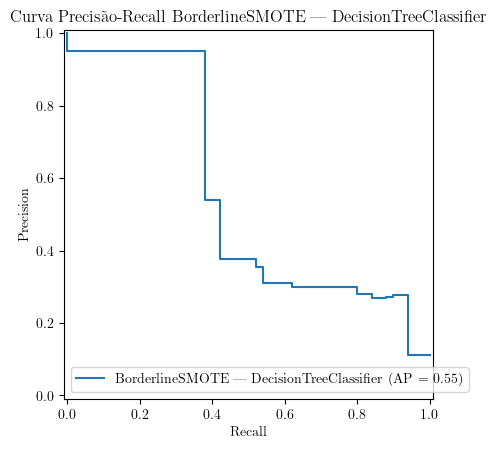 Curva Precisão-Recall BorderlineSMOTE — DecisionTreeClassifier
1.0
0.8
0.6
0.4
0.2
0.0
Precision
BorderlineSMOTE — DecisionTreeClassifier (AP = 0.55)
0.0 0.2 0.4 0.6 0.8 1.0
Recall